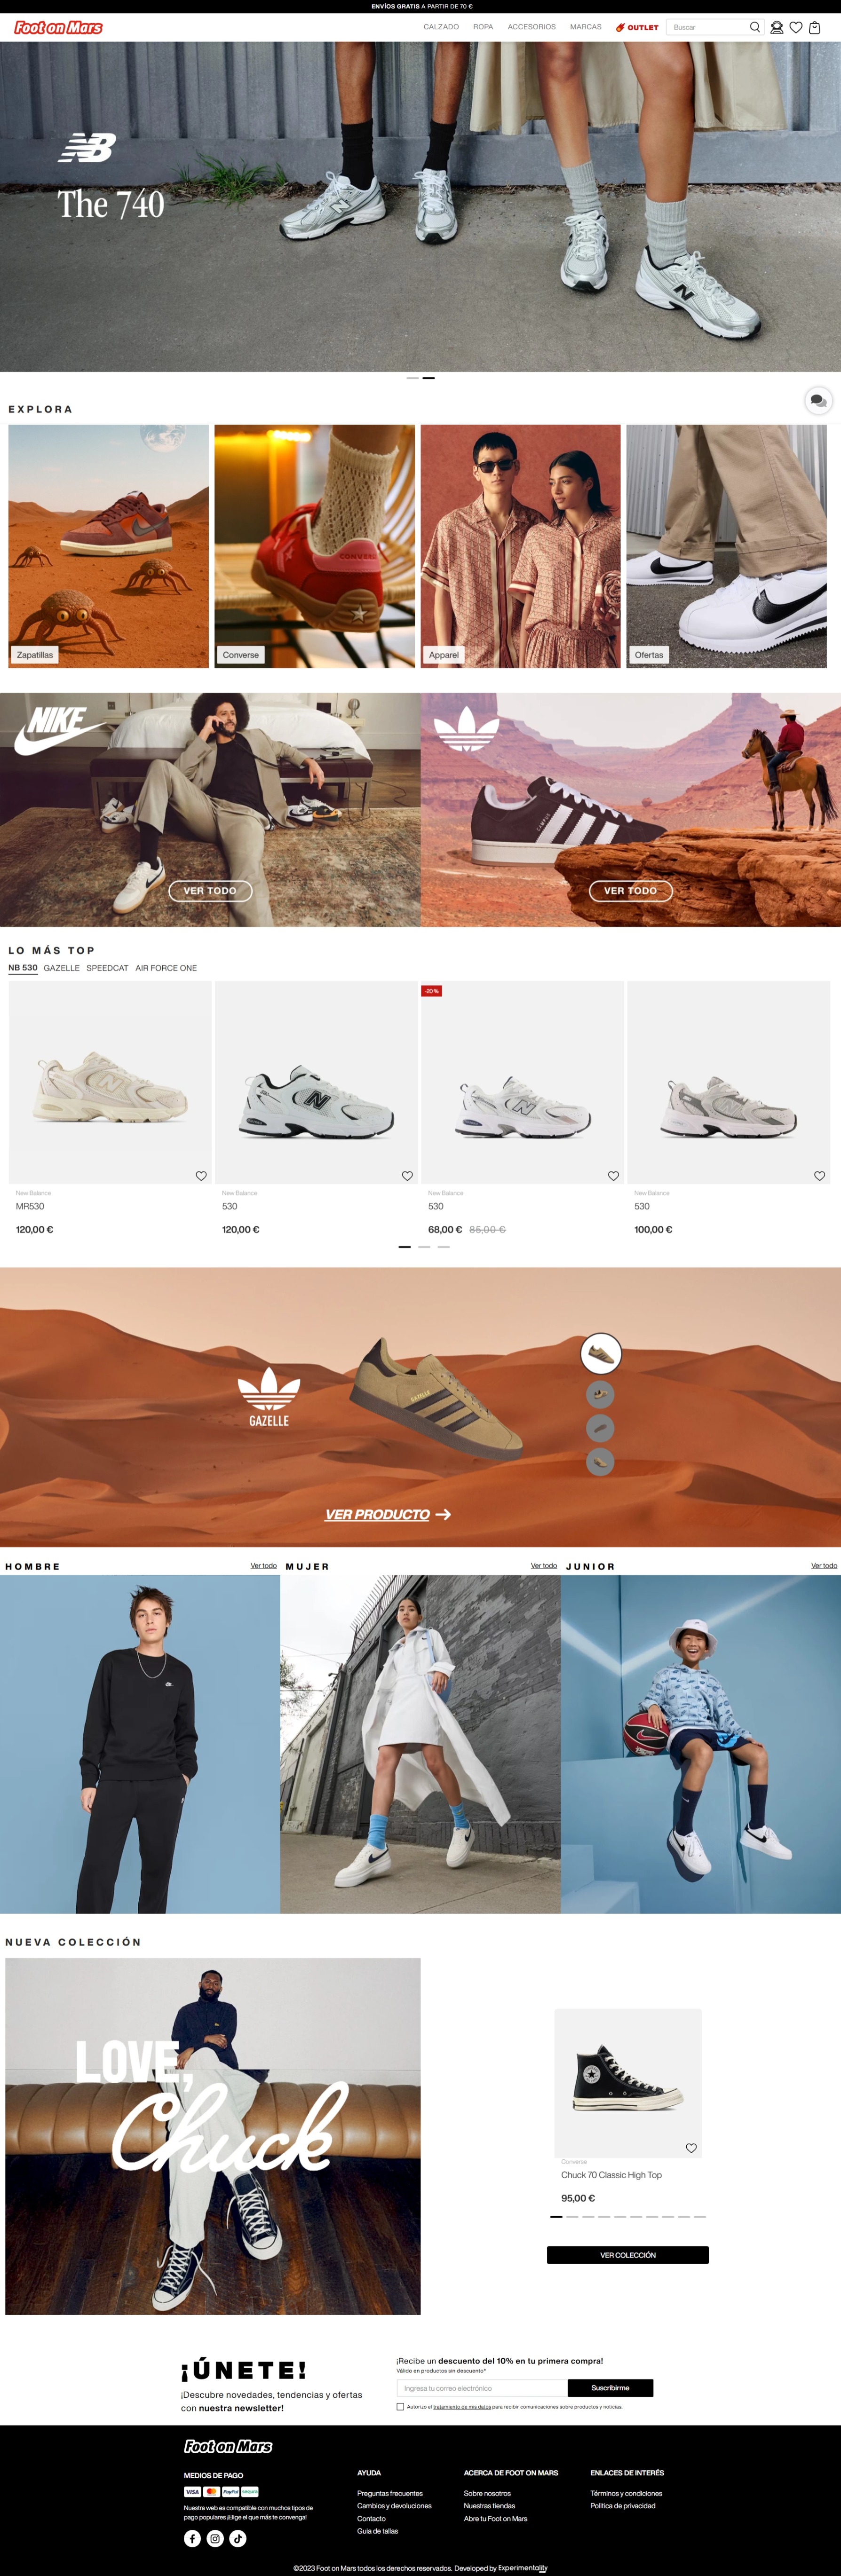 ENVÍOS GRATIS A PARTIR DE 70 €
Foot on Mars
CALZADO ROPA ACCESORIOS MARCAS OUTLET Buscar
NB
The 740
EXPLORA
CONVERSE
Zapatillas
Converse
Apparel
Ofertas
NIKE
VER TODO
VER TODO
LO MÁS TOP
NB 530 GAZELLE SPEEDCAT AIR FORCE ONE
-20%
New Balance
MR530
120,00 €
New Balance
530
120,00 €
New Balance
530
68,00 € 85,00 €
New Balance
530
100,00 €
GAZELLE
GAZELLE
VER PRODUCTO
HOMBRE Ver todo
MUJER Ver todo
JUNIOR Ver todo
NUEVA COLECCIÓN
LOVE,
Chuck
Converse
Chuck 70 Classic High Top
95,00 €
VER COLECCIÓN
¡ÚNETE!
¡Descubre novedades, tendencias y ofertas
con nuestra newsletter!
¡Recibe un descuento del 10% en tu primera compra!
Válido en productos sin descuento*
Ingresa tu correo electrónico
Suscribirme
Autorizo el tratamiento de mis datos para recibir comunicaciones sobre productos y noticias.
Foot on Mars
MEDIOS DE PAGO
VISA PayPal
Nuestra web es compatible con muchos tipos de
pago populares ¡Elige el que más te convenga!
AYUDA
Preguntas frecuentes
Cambios y devoluciones
Contacto
Guía de tallas
ACERCA DE FOOT ON MARS
Sobre nosotros
Nuestras tiendas
Abre tu Foot on Mars
ENLACES DE INTERÉS
Términos y condiciones
Política de privacidad
©2023 Foot on Mars todos los derechos reservados. Developed by Experimentality